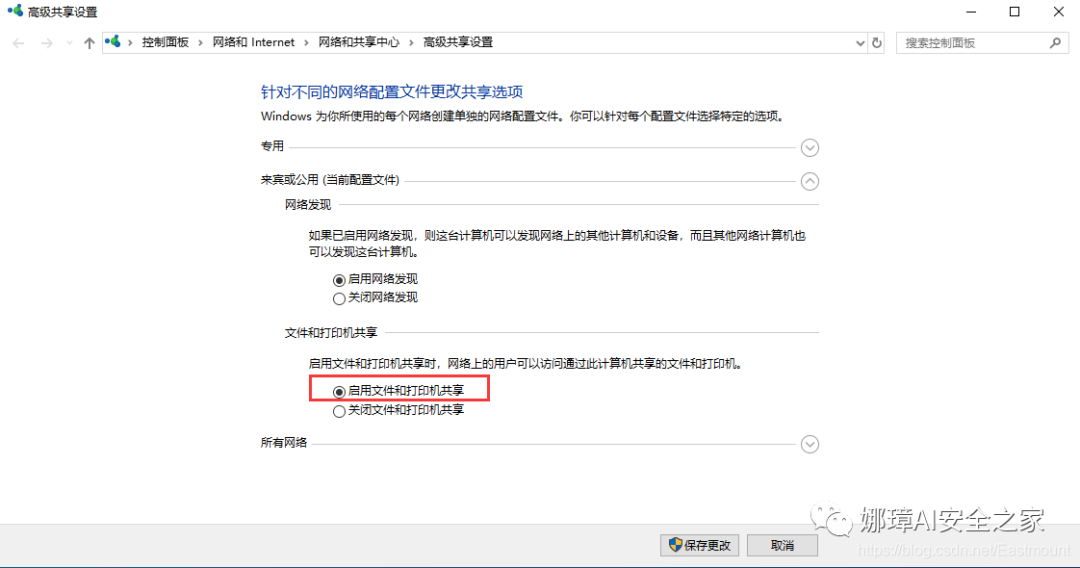 高级共享设置
控制面板 › 网络和 Internet › 网络和共享中心 › 高级共享设置
搜索控制面板
针对不同的网络配置文件更改共享选项
Windows 为你所使用的每个网络创建单独的网络配置文件。你可以针对每个配置文件选择特定的选项。
专用
来宾或公用 (当前配置文件)
网络发现
如果已启用网络发现，则这台计算机可以发现网络上的其他计算机和设备，而且其他网络计算机也
可以发现这台计算机。
启用网络发现
关闭网络发现
文件和打印机共享
启用文件和打印机共享时，网络上的用户可以访问通过此计算机共享的文件和打印机。
启用文件和打印机共享
关闭文件和打印机共享
所有网络
保存更改
取消
娜璋AI安全之家
https://blog.csdn.net/Eastmount